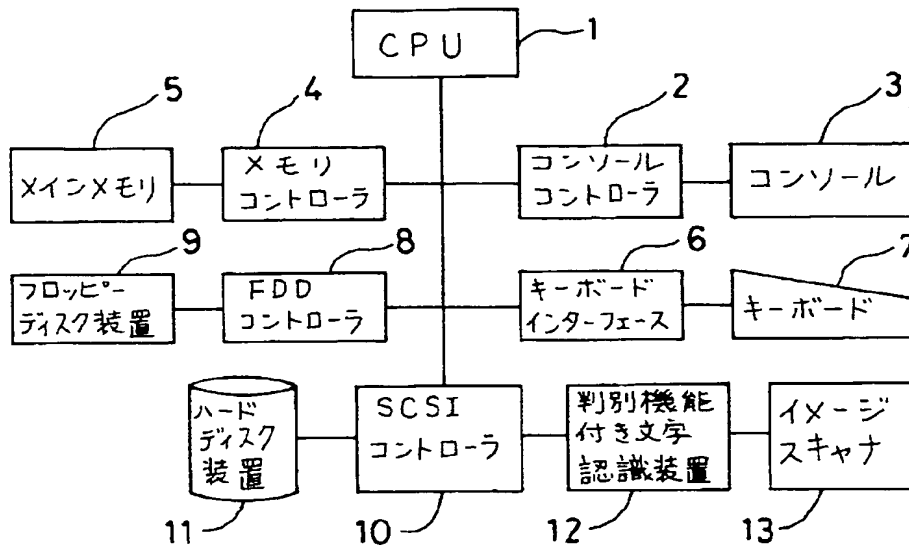 CPU
1
5
4
2
3
メインメモリ
メモリ
コントローラ
コンソール
コントローラ
コンソール
9
8
6
7
フロッピー
ディスク装置
FDD
コントローラ
キーボード
インターフェース
キーボード
ハード
ディスク
装置
SCSI
コントローラ
判別機能
付き文字
認識装置
イメージ
スキャナ
11
10
12
13